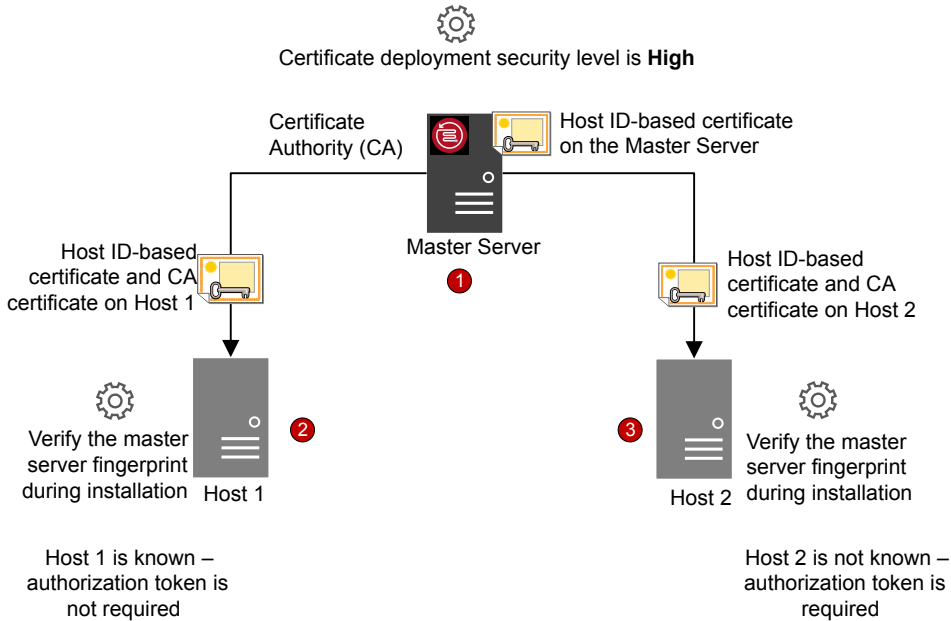 Certificate deployment security level is High
Certificate
Authority (CA)
Host ID-based certificate
on the Master Server
Master Server
1
Host ID-based
certificate and CA
certificate on Host 1
Host ID-based
certificate and CA
certificate on Host 2
2
3
Verify the master
server fingerprint
during installation
Host 1
Host 2
Verify the master
server fingerprint
during installation
Host 1 is known –
authorization token is
not required
Host 2 is not known –
authorization token is
required